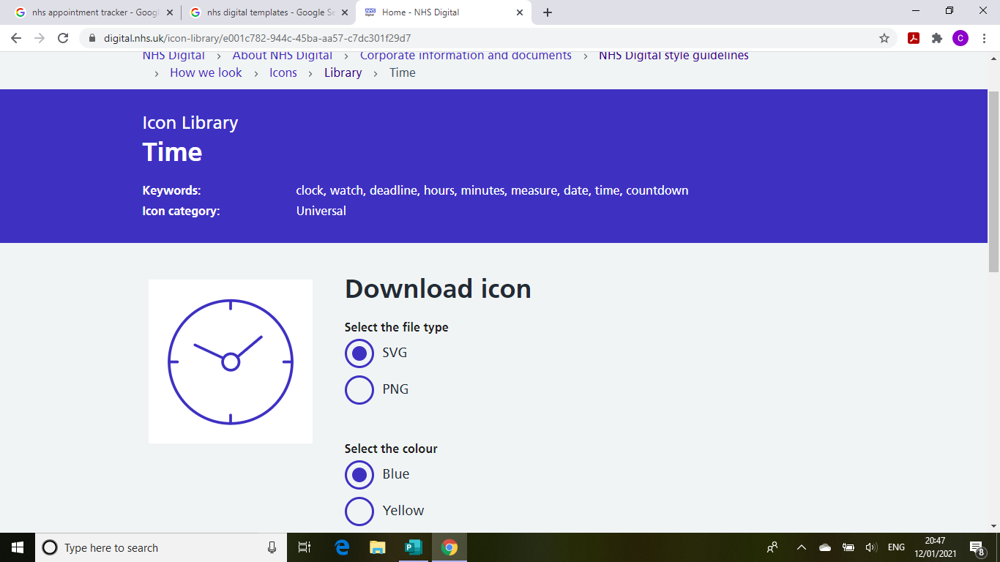 nhs appointment tracker - Googl
nhs digital templates - Google Se
NHS Digital
Home - NHS Digital
digital.nhs.uk/icon-library/e001c782-944c-45ba-aa57-c7dc301f29d7
C
NHS Digital > About NHS Digital > Corporate information and documents > NHS Digital style guidelines
> How we look > Icons > Library > Time
Icon Library
Time
Keywords: clock, watch, deadline, hours, minutes, measure, date, time, countdown
Icon category: Universal
Download icon
Select the file type
SVG
PNG
Select the colour
Blue
Yellow
Type here to search
P
ENG
20:47
12/01/2021
8